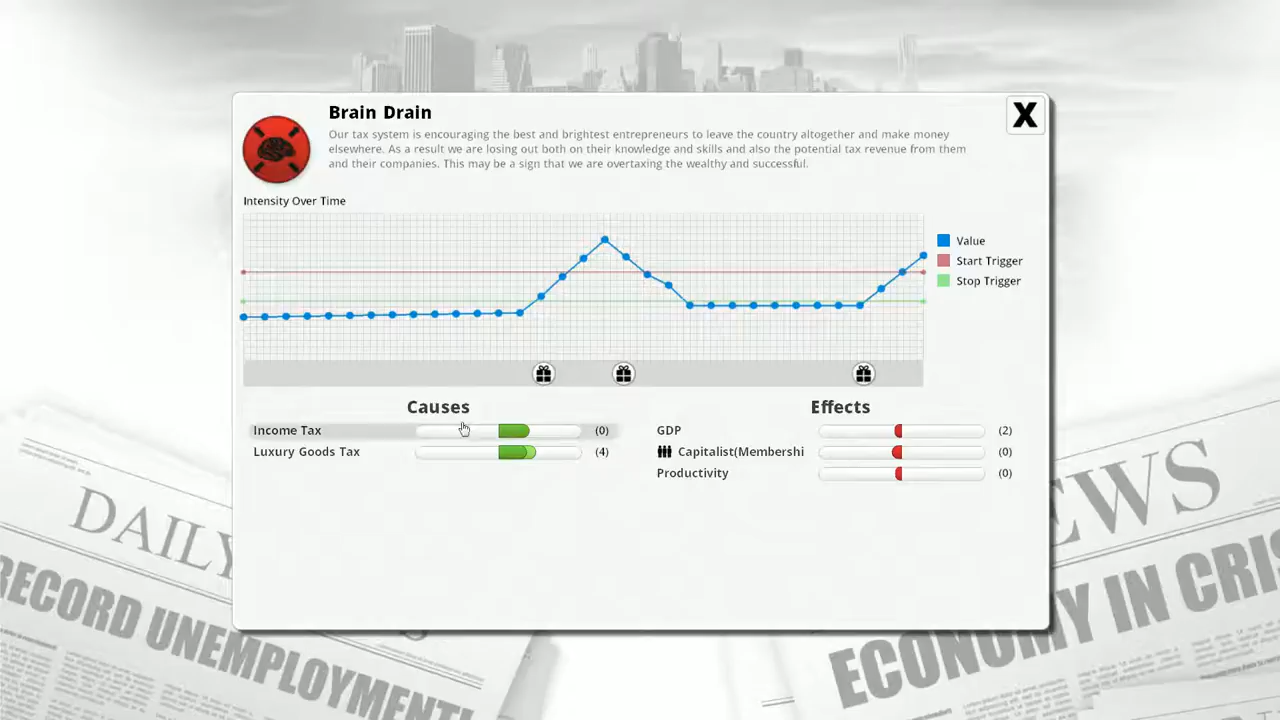 Brain Drain
X
Our tax system is encouraging the best and brightest entrepreneurs to leave the country altogether and make money
elsewhere. As a result we are losing out both on their knowledge and skills and also the potential tax revenue from them
and their companies. This may be a sign that we are overtaxing the wealthy and successful.
Intensity Over Time
Value
Start Trigger
Stop Trigger
Causes
Income Tax (0)
Luxury Goods Tax (4)
Effects
GDP (2)
Capitalist(Membershi (0)
Productivity (0)
DAILY
EWS
RECORD UNEMPLOYMENT
ECONOMY IN CRIS